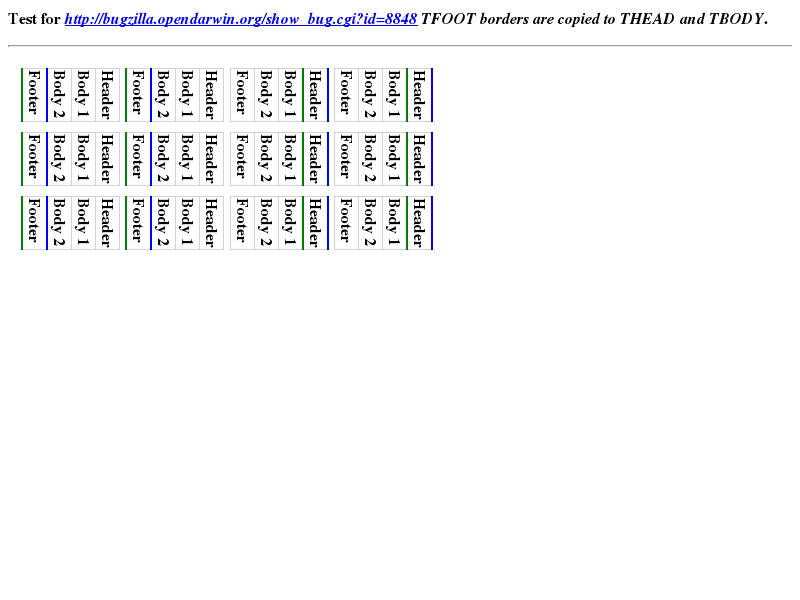 Test for http://bugzilla.opendarwin.org/show_bug.cgi?id=8848 TFOOT borders are copied to THEAD and TBODY.
Header
Body 1
Body 2
Footer
Header
Body 1
Body 2
Footer
Header
Body 1
Body 2
Footer
Header
Body 1
Body 2
Footer
Header
Body 1
Body 2
Footer
Header
Body 1
Body 2
Footer
Header
Body 1
Body 2
Footer
Header
Body 1
Body 2
Footer
Header
Body 1
Body 2
Footer
Header
Body 1
Body 2
Footer
Header
Body 1
Body 2
Footer
Header
Body 1
Body 2
Footer